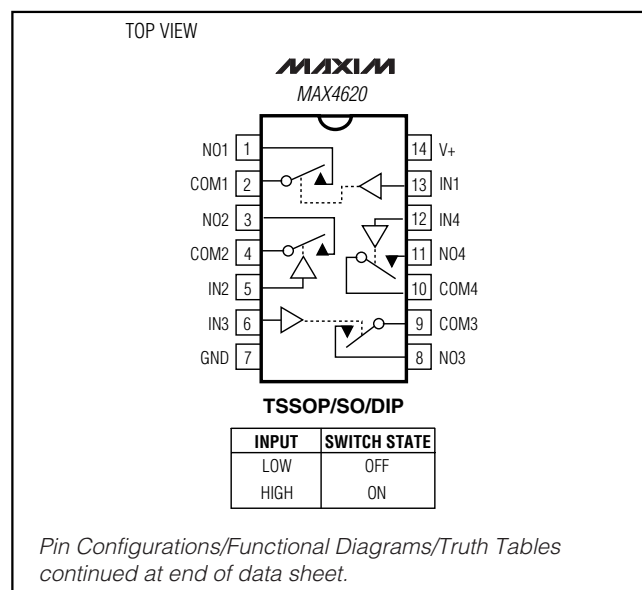 TOP VIEW
MAXIM
MAX4620
NO1 1
COM1 2
NO2 3
COM2 4
IN2 5
IN3 6
GND 7
14 V+
13 IN1
12 IN4
11 NO4
10 COM4
9 COM3
8 NO3
TSSOP/SO/DIP
INPUT SWITCH STATE
LOW OFF
HIGH ON
Pin Configurations/Functional Diagrams/Truth Tables
continued at end of data sheet.